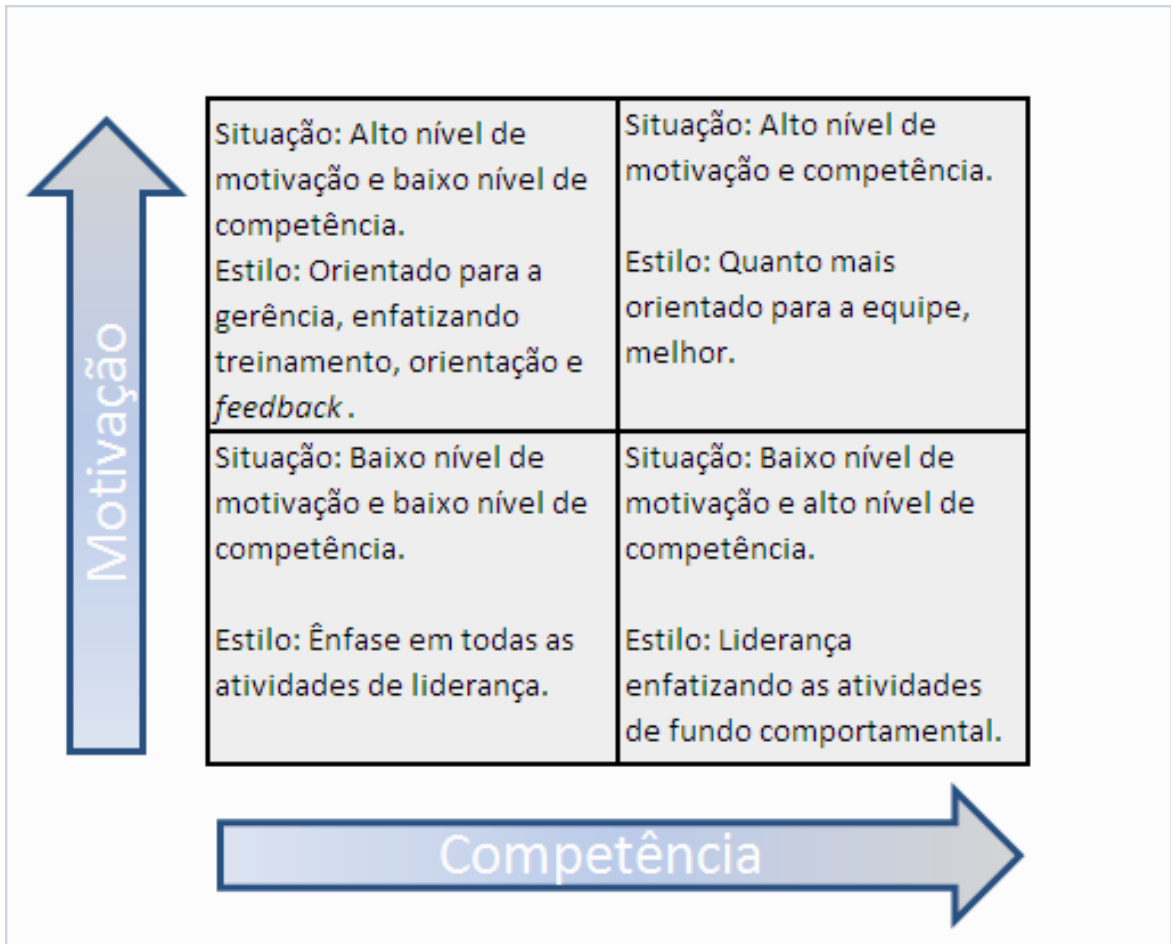 Situação: Alto nível de
motivação e baixo nível de
competência.
Estilo: Orientado para a
gerência, enfatizando
treinamento, orientação e
feedback .
Situação: Alto nível de
motivação e competência.
Estilo: Quanto mais
orientado para a equipe,
melhor.
Motivação
Situação: Baixo nível de
motivação e baixo nível de
competência.
Estilo: Ênfase em todas as
atividades de liderança.
Situação: Baixo nível de
motivação e alto nível de
competência.
Estilo: Liderança
enfatizando as atividades
de fundo comportamental.
Competência